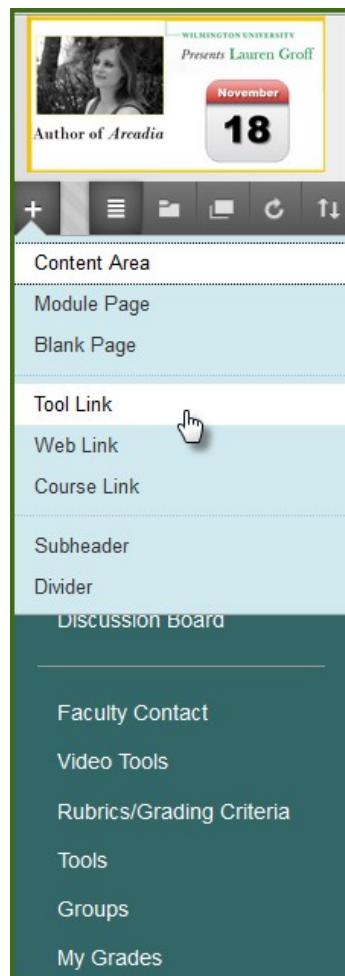 WILMINGTON UNIVERSITY
Presents Lauren Groff
November
18
Author of Arcadia
Content Area
Module Page
Blank Page
Tool Link
Web Link
Course Link
Subheader
Divider
Discussion Board
Faculty Contact
Video Tools
Rubrics/Grading Criteria
Tools
Groups
My Grades